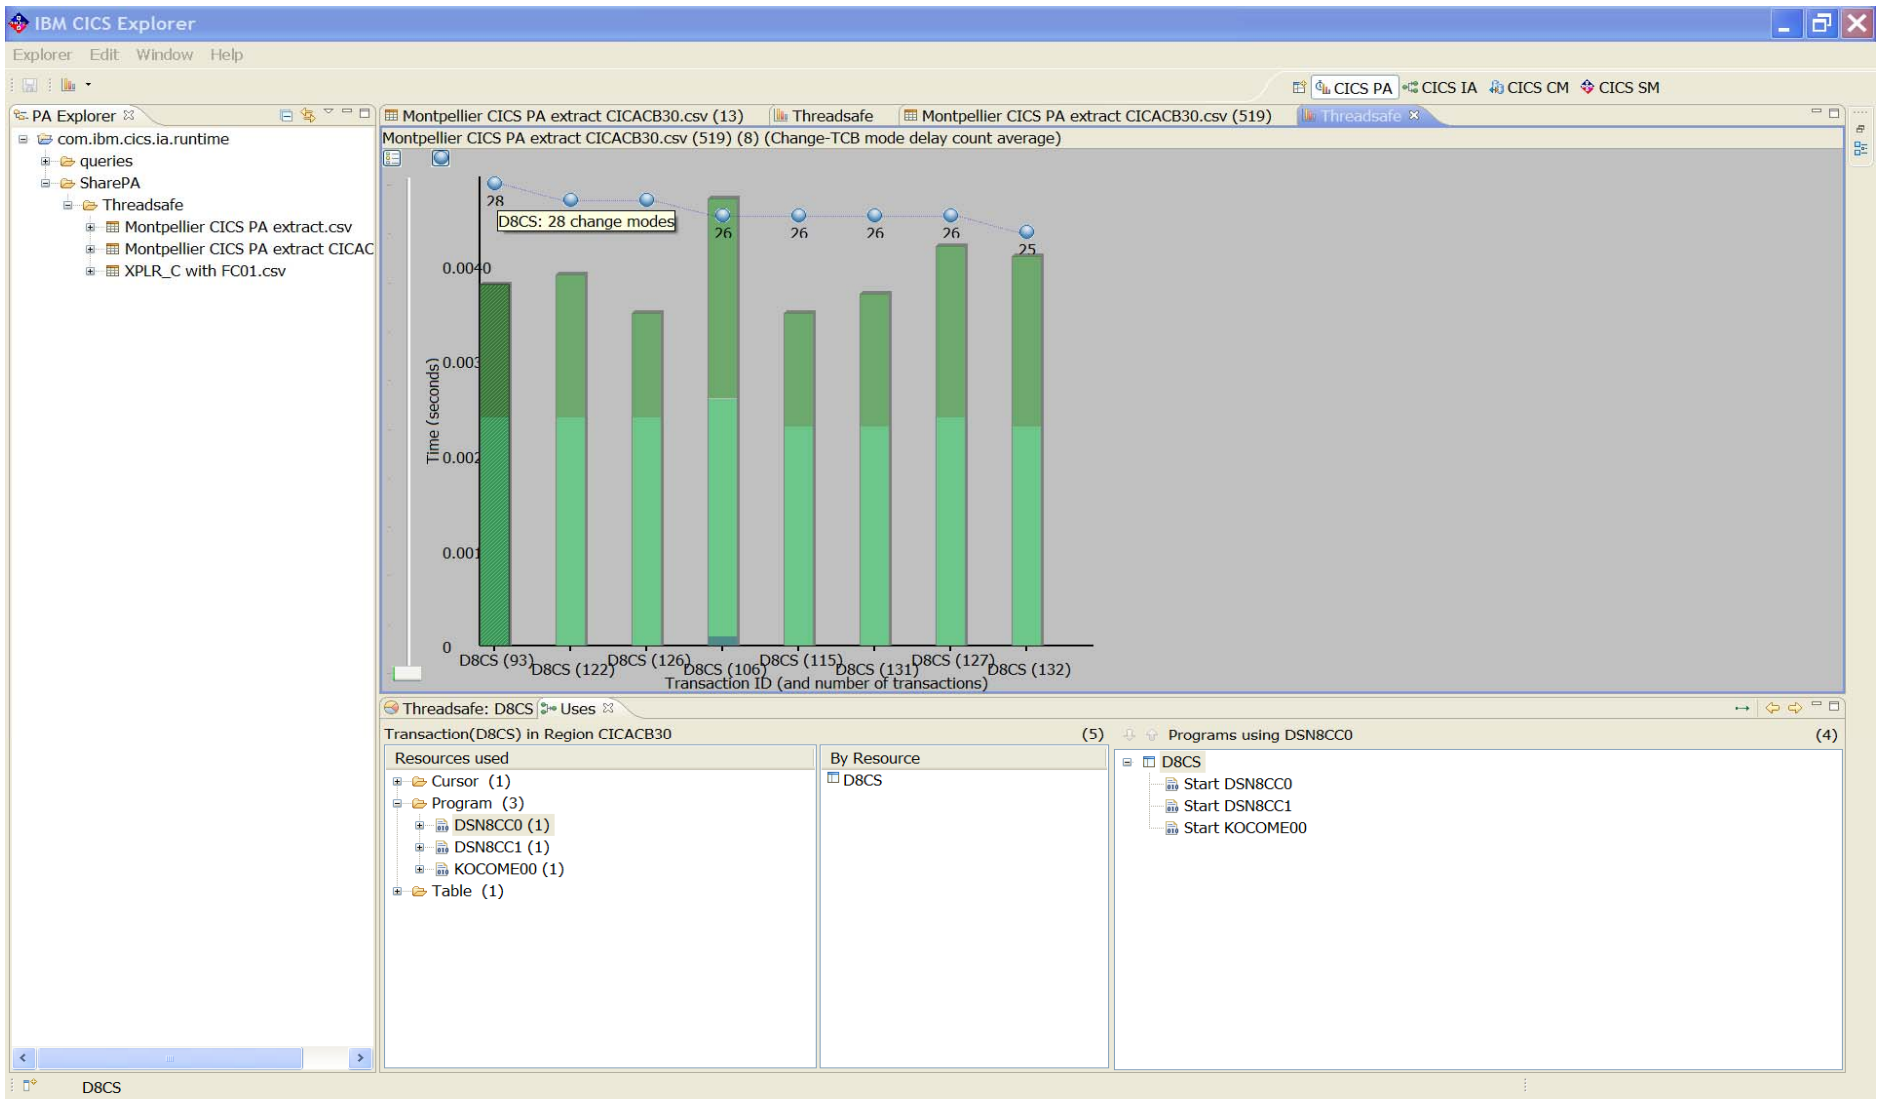 IBM CICS Explorer
Explorer Edit Window Help
CICS PA CICS IA CICS CM CICS SM
PA Explorer
com.ibm.cics.ia.runtime
queries
SharePA
Threadsafe
Montpellier CICS PA extract.csv
Montpellier CICS PA extract CICAC
XPLR_C with FC01.csv
Montpellier CICS PA extract CICACB30.csv (13) Threadsafe Montpellier CICS PA extract CICACB30.csv (519) Threadsafe
Montpellier CICS PA extract CICACB30.csv (519) (8) (Change-TCB mode delay count average)
28
D8CS: 28 change modes
26 26 26 26
25
0.0040
0.003
0.002
0.001
0
Time (seconds)
D8CS (93) D8CS (122) D8CS (126) D8CS (106) D8CS (115) D8CS (131) D8CS (127) D8CS (132)
Transaction ID (and number of transactions)
Threadsafe: D8CS Uses
Transaction(D8CS) in Region CICACB30 (5)
Resources used
Cursor (1)
Program (3)
DSN8CC0 (1)
DSN8CC1 (1)
KOCOME00 (1)
Table (1)
By Resource
D8CS
Programs using DSN8CC0 (4)
D8CS
Start DSN8CC0
Start DSN8CC1
Start KOCOME00
D8CS